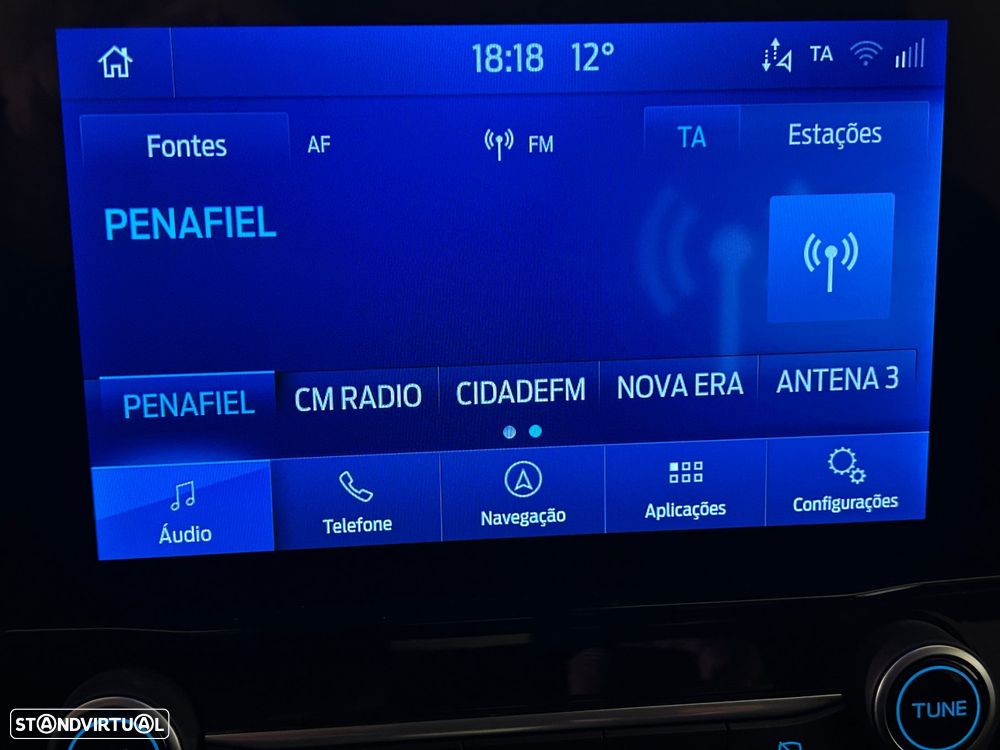 18:18 12° TA
Fontes AF FM TA Estações
PENAFIEL
PENAFIEL CM RADIO CIDADEFM NOVA ERA ANTENA 3
Áudio Telefone Navegação Aplicações Configurações
TUNE
STANDVIRTUAL